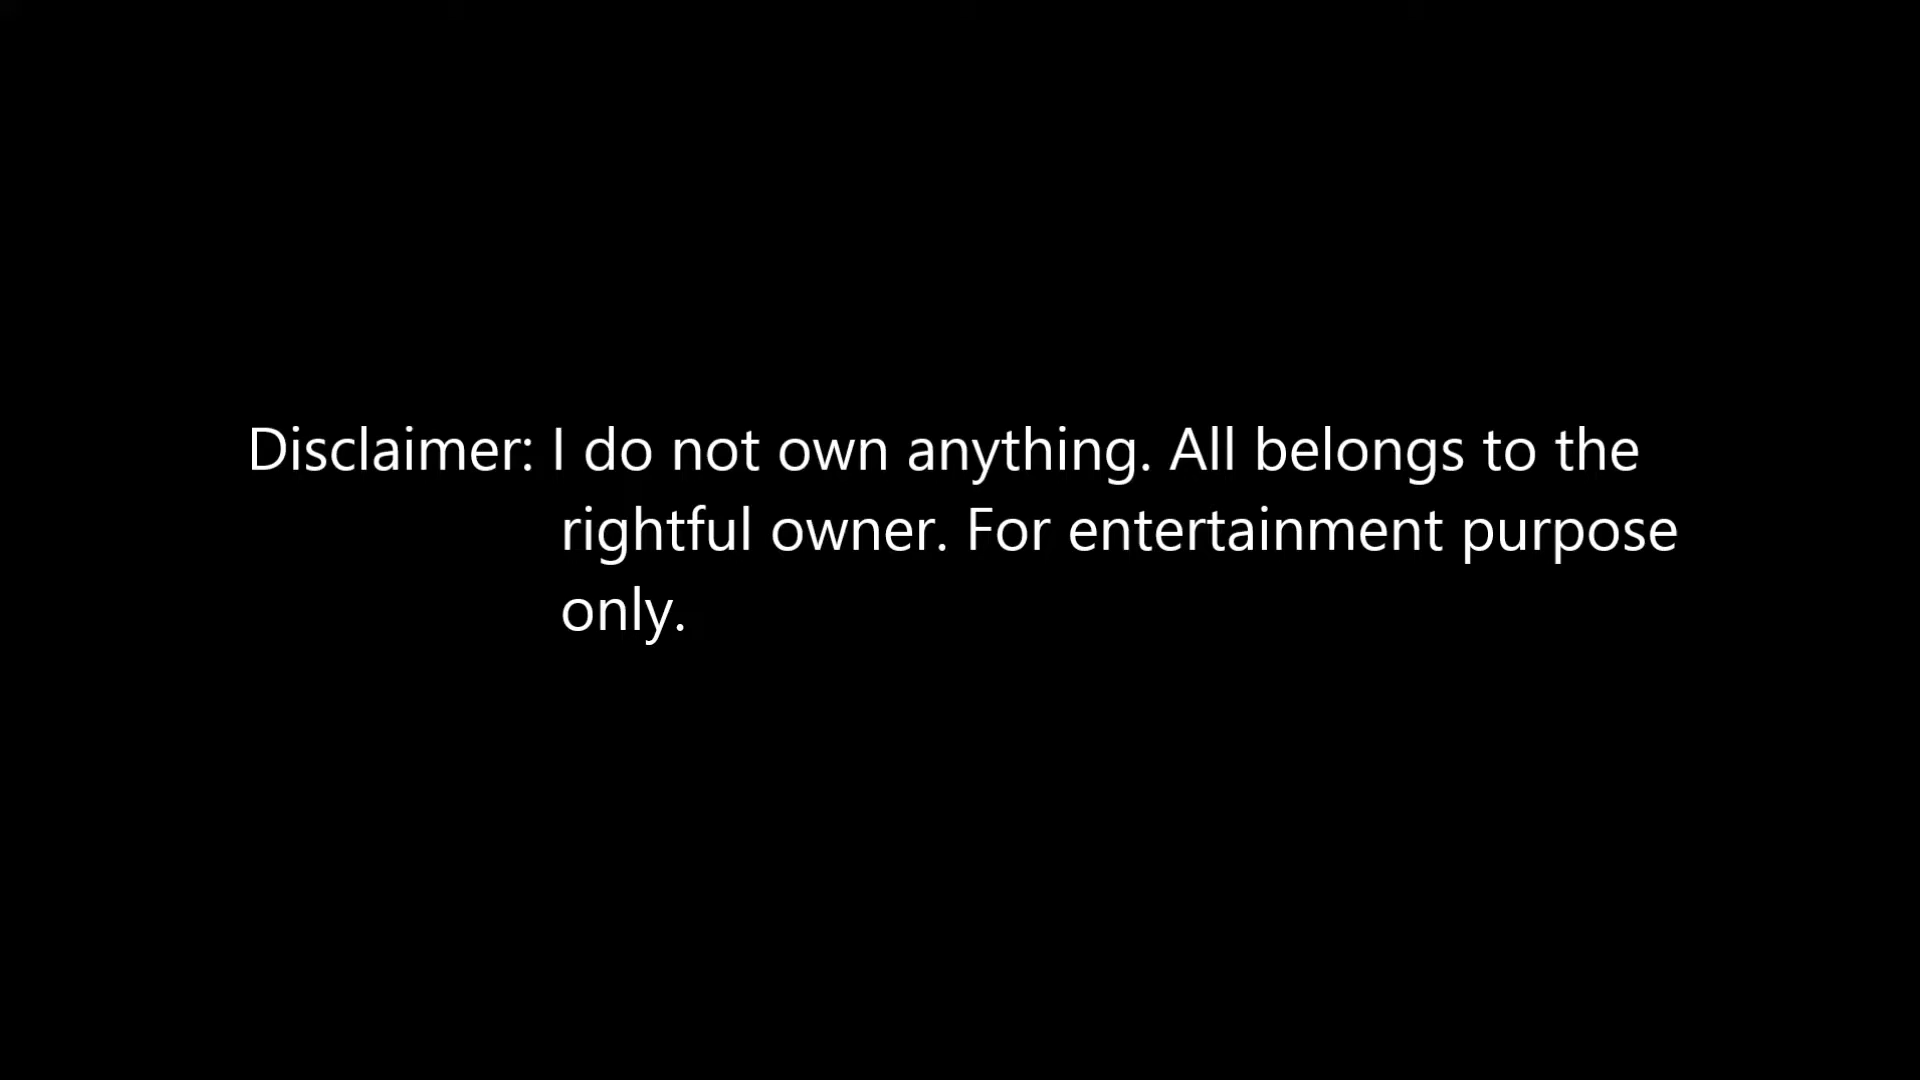 Disclaimer: I do not own anything. All belongs to the
rightful owner. For entertainment purpose
only.